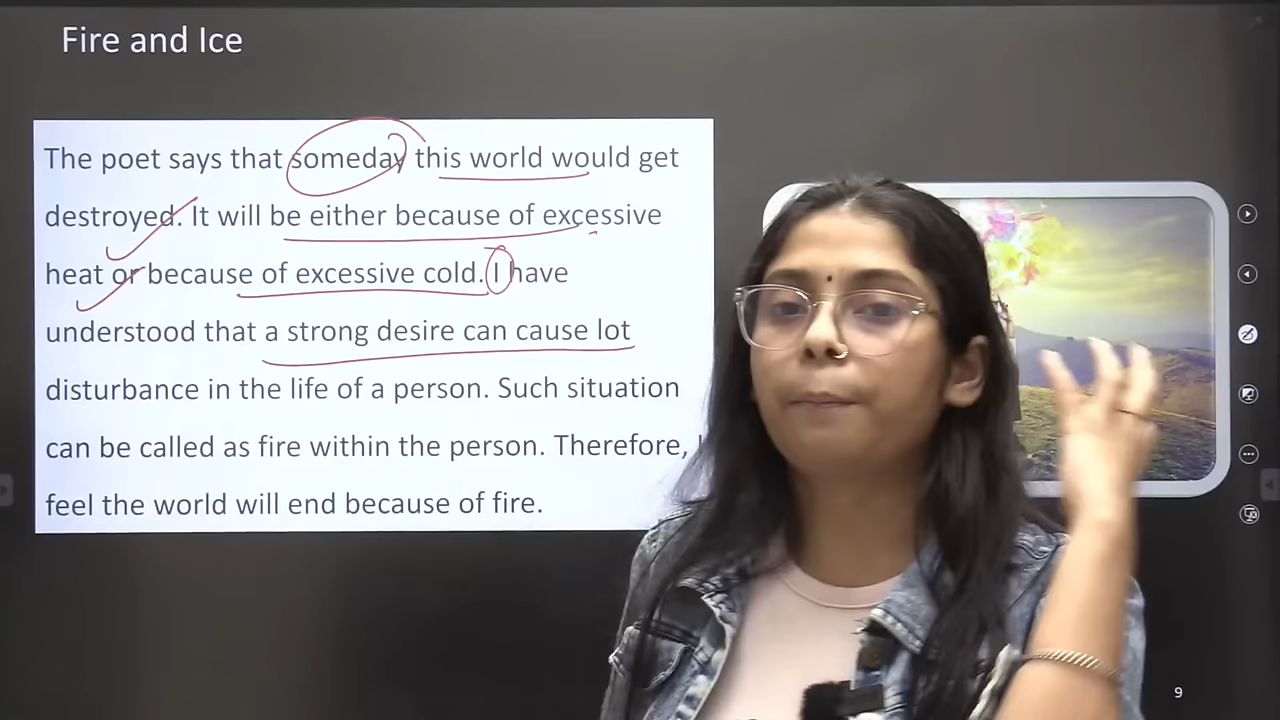 Fire and Ice
The poet says that someday this world would get
destroyed. It will be either because of excessive
heat or because of excessive cold. I have
understood that a strong desire can cause lot
disturbance in the life of a person. Such situation
can be called as fire within the person. Therefore, I
feel the world will end because of fire.
9